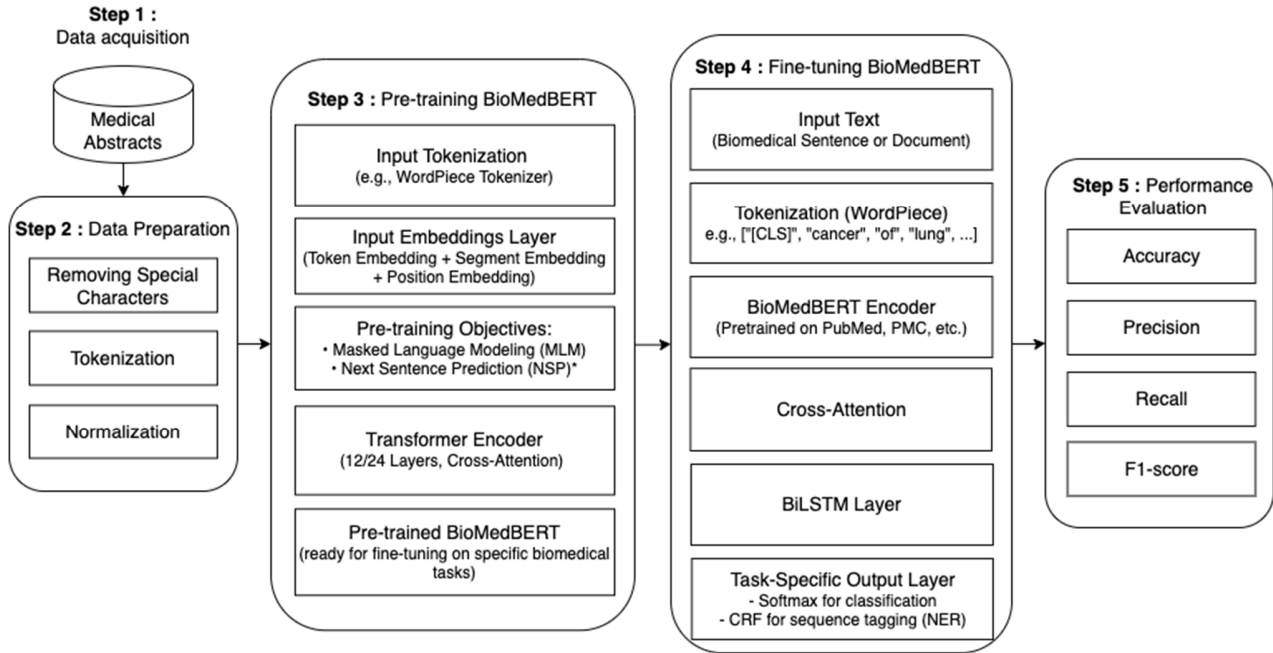 Step 1 :
Data acquisition
Medical
Abstracts
Step 2 : Data Preparation
Removing Special
Characters
Tokenization
Normalization
Step 3 : Pre-training BioMedBERT
Input Tokenization
(e.g., WordPiece Tokenizer)
Input Embeddings Layer
(Token Embedding + Segment Embedding
+ Position Embedding)
Pre-training Objectives:
• Masked Language Modeling (MLM)
• Next Sentence Prediction (NSP)*
Transformer Encoder
(12/24 Layers, Cross-Attention)
Pre-trained BioMedBERT
(ready for fine-tuning on specific biomedical
tasks)
Step 4 : Fine-tuning BioMedBERT
Input Text
(Biomedical Sentence or Document)
Tokenization (WordPiece)
e.g., ["[CLS]", "cancer", "of", "lung", ...]
BioMedBERT Encoder
(Pretrained on PubMed, PMC, etc.)
Cross-Attention
BiLSTM Layer
Task-Specific Output Layer
- Softmax for classification
- CRF for sequence tagging (NER)
Step 5 : Performance
Evaluation
Accuracy
Precision
Recall
F1-score